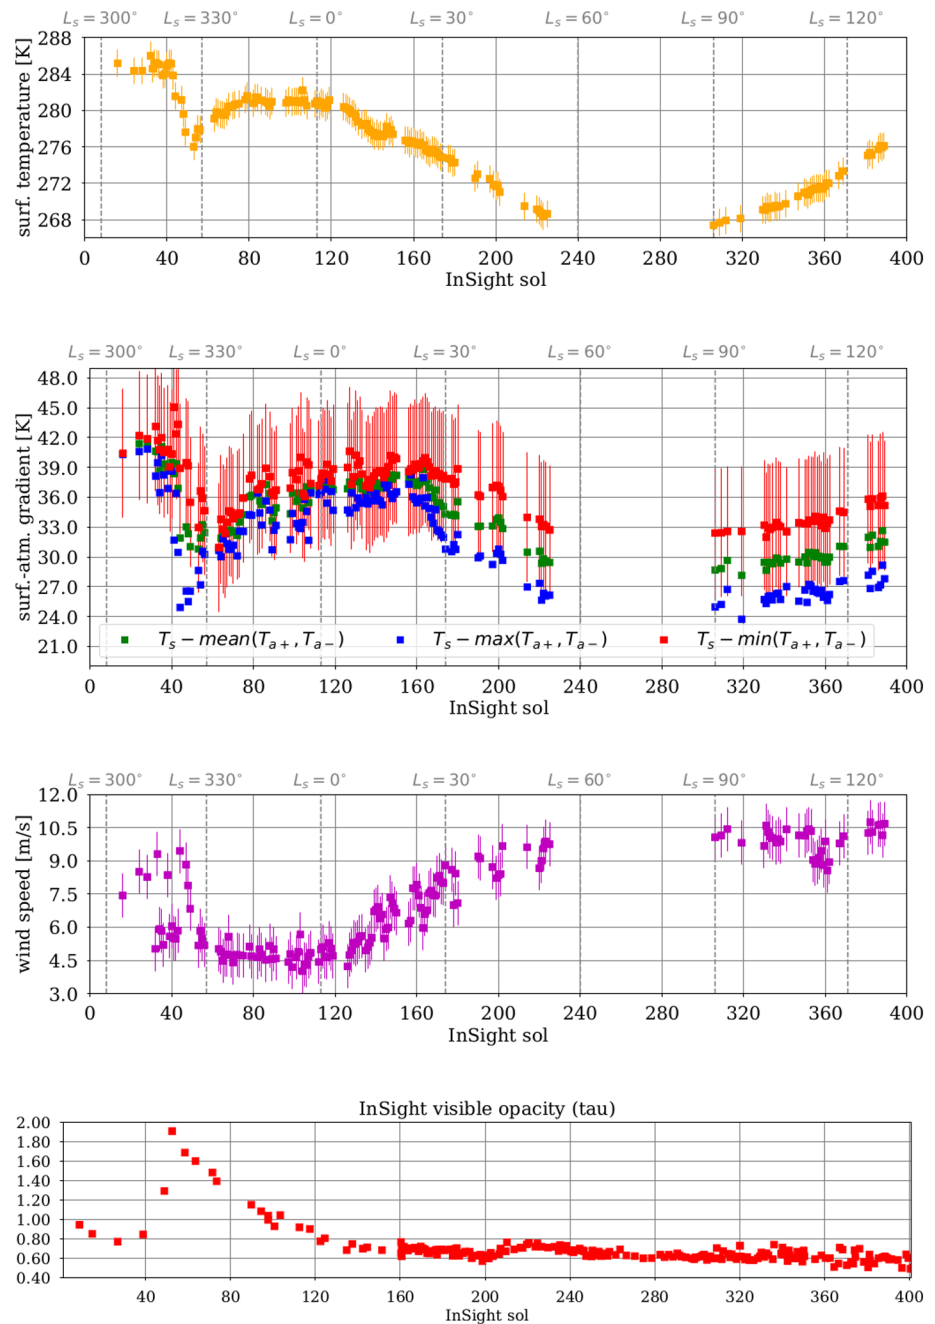 Ls = 300° Ls = 330° Ls = 0° Ls = 30° Ls = 60° Ls = 90° Ls = 120°
288
284
280
276
272
268
surf. temperature [K]
0 40 80 120 160 200 240 280 320 360 400
InSight sol
Ls = 300° Ls = 330° Ls = 0° Ls = 30° Ls = 60° Ls = 90° Ls = 120°
48.0
45.0
42.0
39.0
36.0
33.0
30.0
27.0
24.0
21.0
surf.-atm. gradient [K]
Ts − mean(Ta+, Ta−) Ts − max(Ta+, Ta−) Ts − min(Ta+, Ta−)
0 40 80 120 160 200 240 280 320 360 400
InSight sol
Ls = 300° Ls = 330° Ls = 0° Ls = 30° Ls = 60° Ls = 90° Ls = 120°
12.0
10.5
9.0
7.5
6.0
4.5
3.0
wind speed [m/s]
0 40 80 120 160 200 240 280 320 360 400
InSight sol
InSight visible opacity (tau)
2.00
1.80
1.60
1.40
1.20
1.00
0.80
0.60
0.40
40 80 120 160 200 240 280 320 360 400
InSight sol